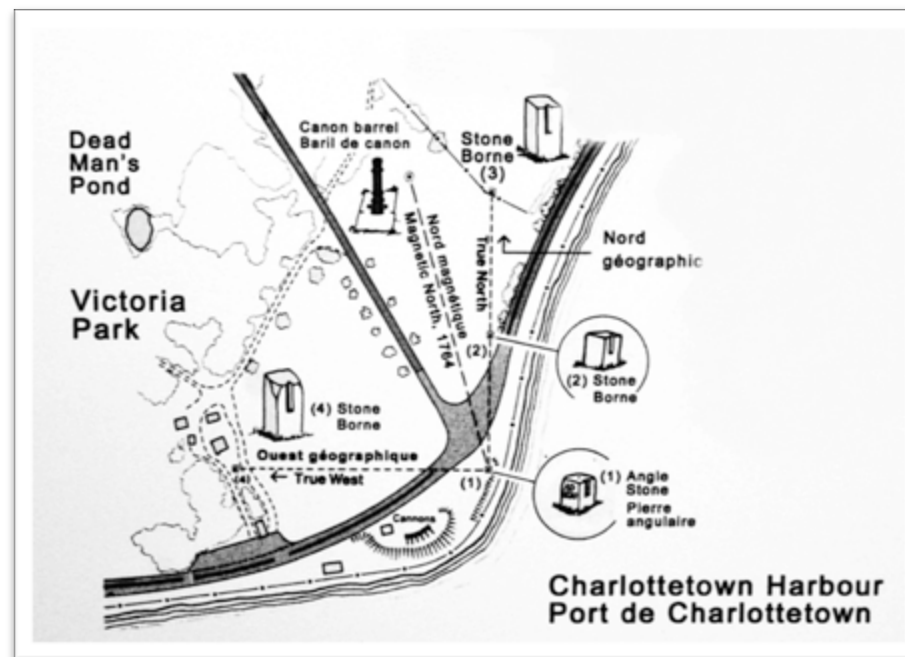 Canon barrel
Baril de canon
Dead
Man's
Pond
Stone
Borne
(3)
Nord magnétique
Magnetic North, 1764
True North
Nord
géographic
Victoria
Park
(2)
(2) Stone
Borne
(4) Stone
Borne
Ouest géographique
(4)
← True West
(1)
(1) Angle
Stone
Pierre
angulaire
Cannons
Charlottetown Harbour
Port de Charlottetown